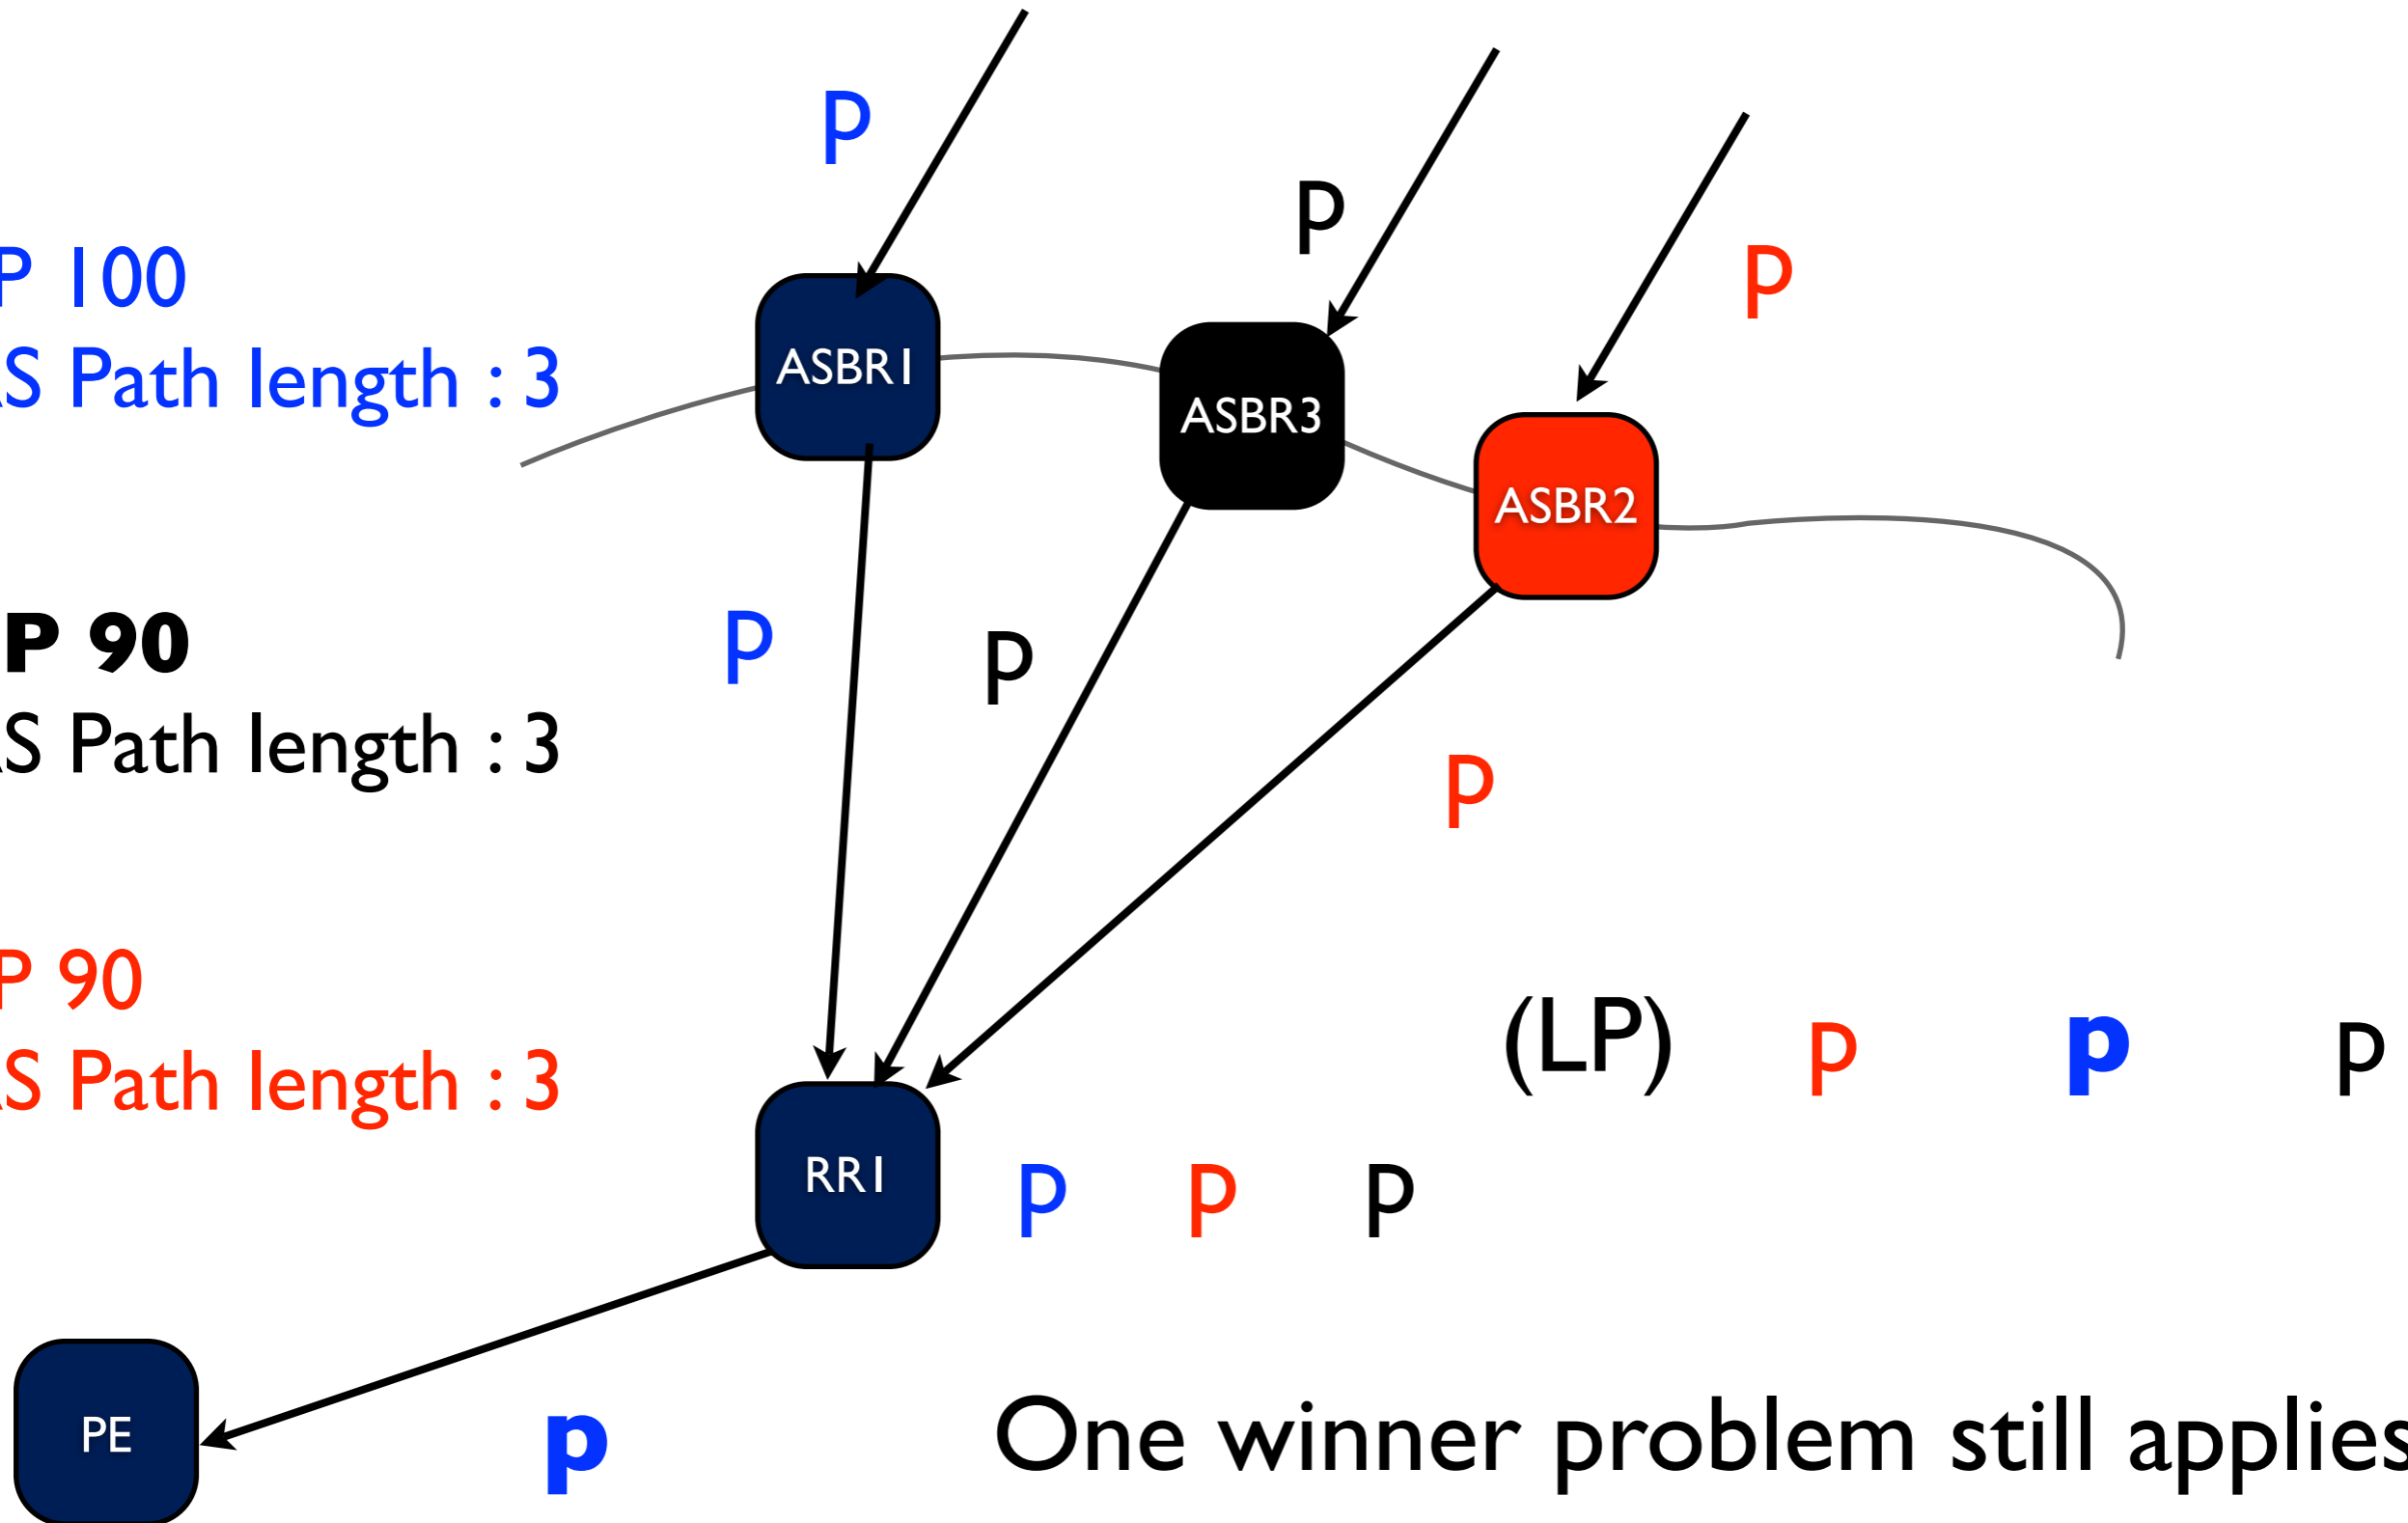 P
P
P
P 100
S Path length : 3
ASBR1
ASBR3
ASBR2
P 90
S Path length : 3
P
P
P
P 90
S Path length : 3
(LP) P p P
RR1
P P P
PE
p
One winner problem still applies